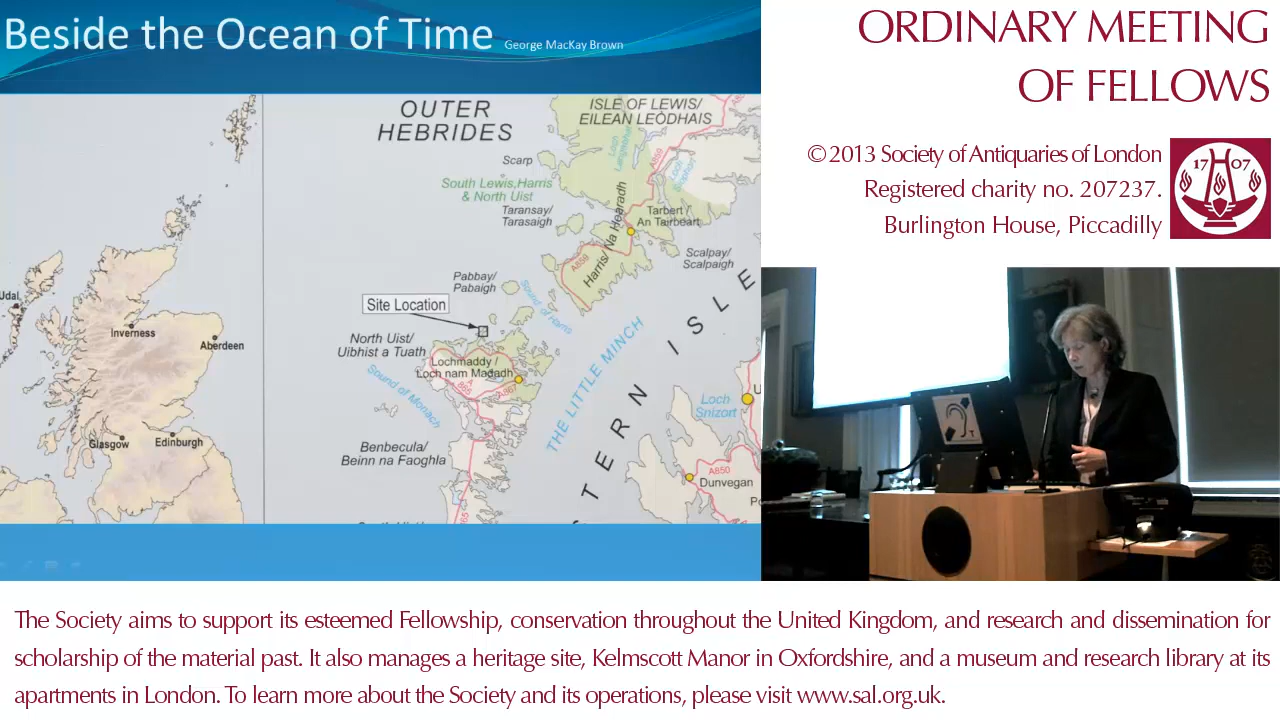 Beside the Ocean of Time George MacKay Brown
ORDINARY MEETING
OF FELLOWS
© 2013 Society of Antiquaries of London
Registered charity no. 207237.
Burlington House, Piccadilly
17 07
OUTER
HEBRIDES
ISLE OF LEWIS/
EILEAN LEÒDHAIS
Scarp
South Lewis, Harris
& North Uist
Taransay/
Tarasaigh
Harris/ Na Hearadh
A859
A859
Tarbert /
An Tairbeart
Scalpay/
Scalpaigh
Pabbay/
Pabaigh
Sound of Harris
Site Location
North Uist/
Uibhist a Tuath
Lochmaddy /
Loch nam Madadh
A
865
A867
Sound of Monach
THE LITTLE MINCH
TERN ISLE
Benbecula/
Beinn na Faoghla
Loch
Snizort
A850
Dunvegan
Udal
Inverness
Aberdeen
Glasgow
Edinburgh
T
The Society aims to support its esteemed Fellowship, conservation throughout the United Kingdom, and research and dissemination for
scholarship of the material past. It also manages a heritage site, Kelmscott Manor in Oxfordshire, and a museum and research library at its
apartments in London. To learn more about the Society and its operations, please visit www.sal.org.uk.